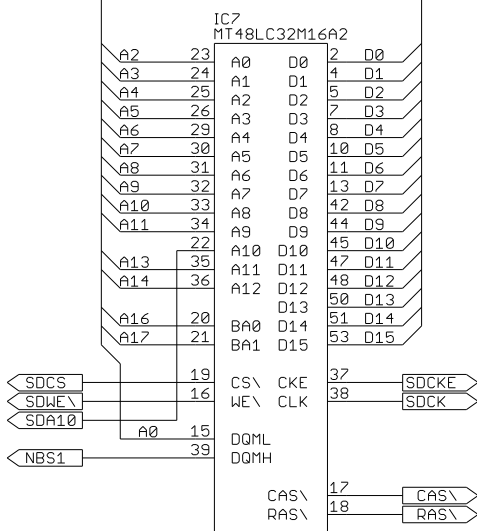 IC7
MT48LC32M16A2
A2 23 A0 D0 2 D0
A3 24 A1 D1 4 D1
A4 25 A2 D2 5 D2
A5 26 A3 D3 7 D3
A6 29 A4 D4 8 D4
A7 30 A5 D5 10 D5
A8 31 A6 D6 11 D6
A9 32 A7 D7 13 D7
A10 33 A8 D8 42 D8
A11 34 A9 D9 44 D9
22 A10 D10 45 D10
A13 35 A11 D11 47 D11
A14 36 A12 D12 48 D12
D13 50 D13
A16 20 BA0 D14 51 D14
A17 21 BA1 D15 53 D15
SDCS 19 CS\ CKE 37 SDCKE
SDWE\ 16 WE\ CLK 38 SDCK
SDA10
A0 15 DQML
NBS1 39 DQMH
CAS\ 17 CAS\
RAS\ 18 RAS\